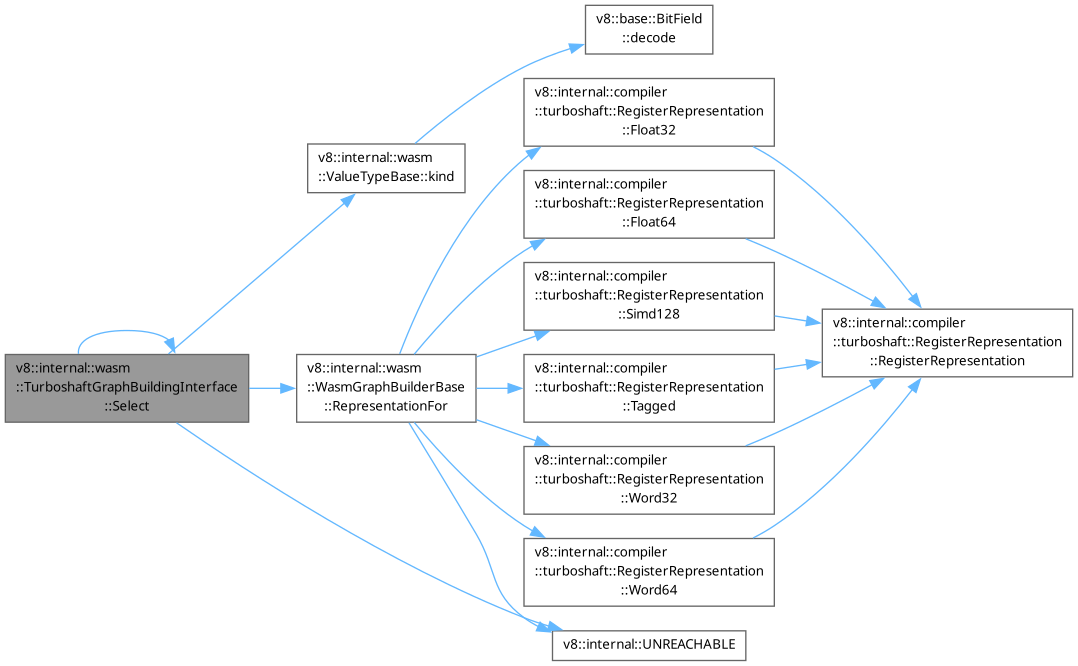 v8::base::BitField
::decode
v8::internal::compiler
::turboshaft::RegisterRepresentation
::Float32
v8::internal::wasm
::ValueTypeBase::kind
v8::internal::compiler
::turboshaft::RegisterRepresentation
::Float64
v8::internal::compiler
::turboshaft::RegisterRepresentation
::Simd128
v8::internal::compiler
::turboshaft::RegisterRepresentation
::RegisterRepresentation
v8::internal::wasm
::TurboshaftGraphBuildingInterface
::Select
v8::internal::wasm
::WasmGraphBuilderBase
::RepresentationFor
v8::internal::compiler
::turboshaft::RegisterRepresentation
::Tagged
v8::internal::compiler
::turboshaft::RegisterRepresentation
::Word32
v8::internal::compiler
::turboshaft::RegisterRepresentation
::Word64
v8::internal::UNREACHABLE